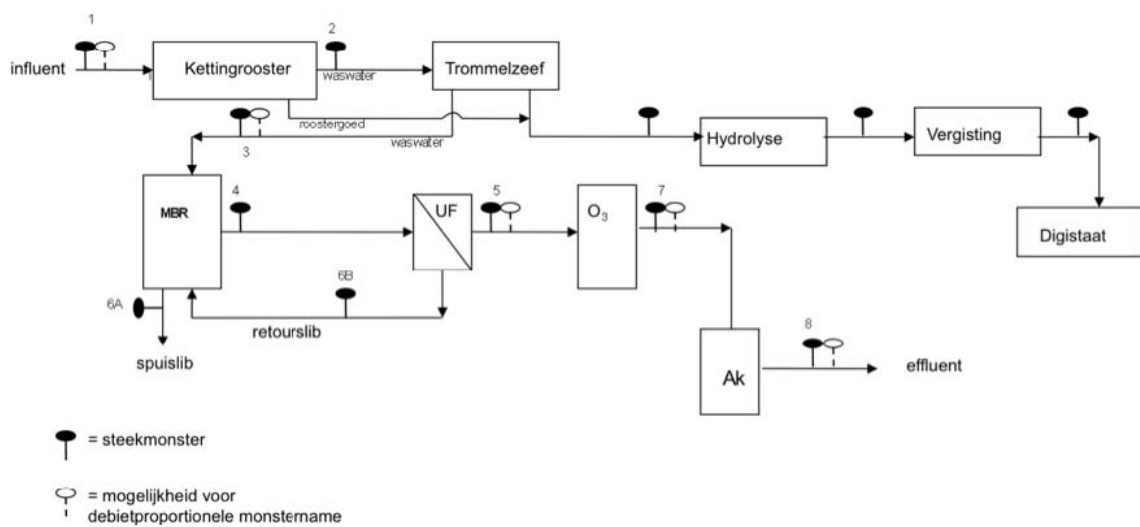 1
2
influent
Kettingrooster
Trommelzeef
waswater
roostergoed
3
waswater
Hydrolyse
Vergisting
Digistaat
MBR
4
UF
5
O₃
7
6A
6B
retourslib
spuislib
8
Ak
effluent
= steekmonster
= mogelijkheid voor
debietproportionele monstername